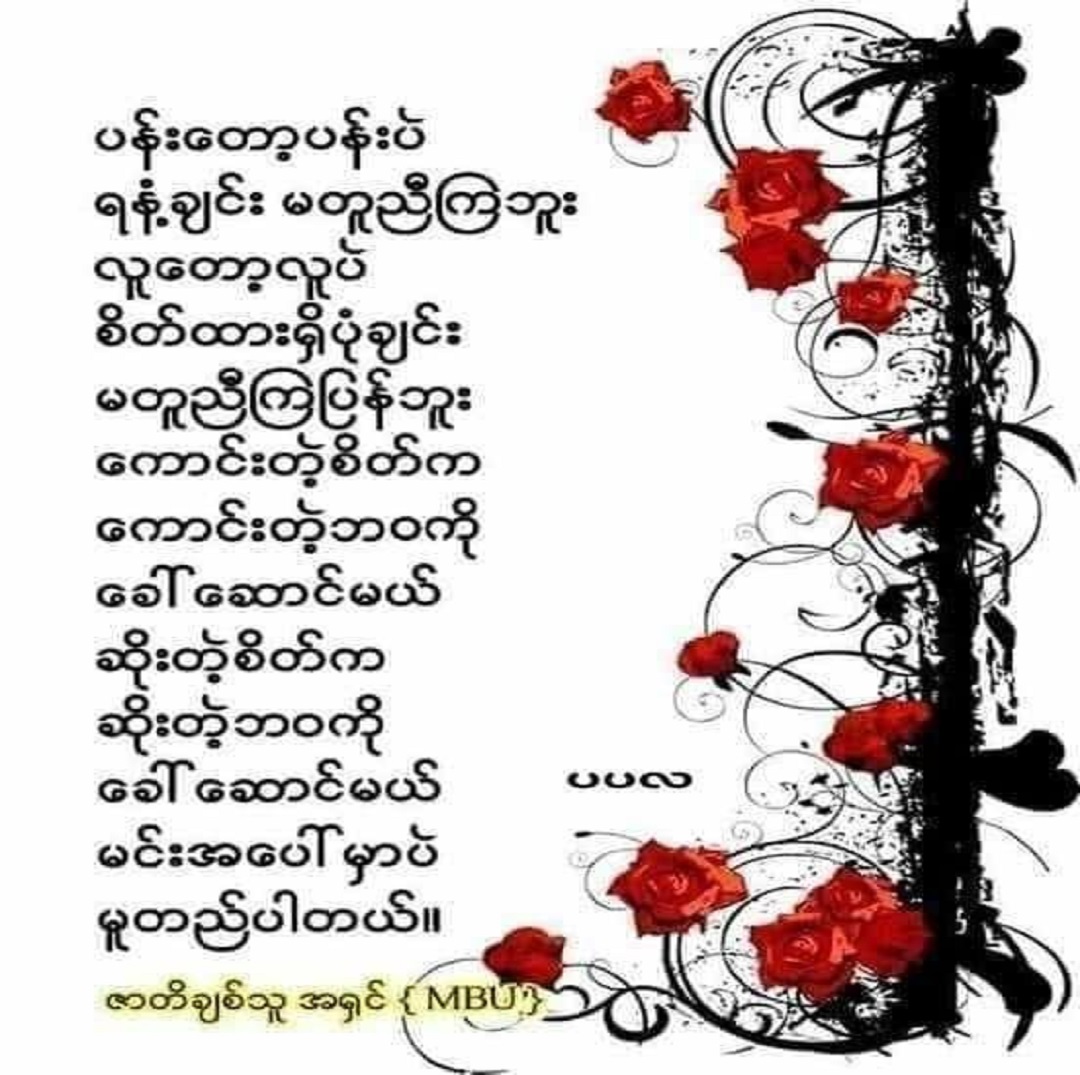 ပန်းတော့ပန်းပဲ
ရနံ့ချင်း မတူညီကြဘူး
လူတော့လူပဲ
စိတ်ထားရှိပုံချင်း
မတူညီကြပြန်ဘူး
ကောင်းတဲ့စိတ်က
ကောင်းတဲ့ဘဝကို
ခေါ် ဆောင်မယ်
ဆိုးတဲ့စိတ်က
ဆိုးတဲ့ဘဝကို
ခေါ် ဆောင်မယ်
ပပလ
မင်းအပေါ် မှာပဲ
မူတည်ပါတယ်။
ဇာတိချစ်သူ အရှင် { MBU }